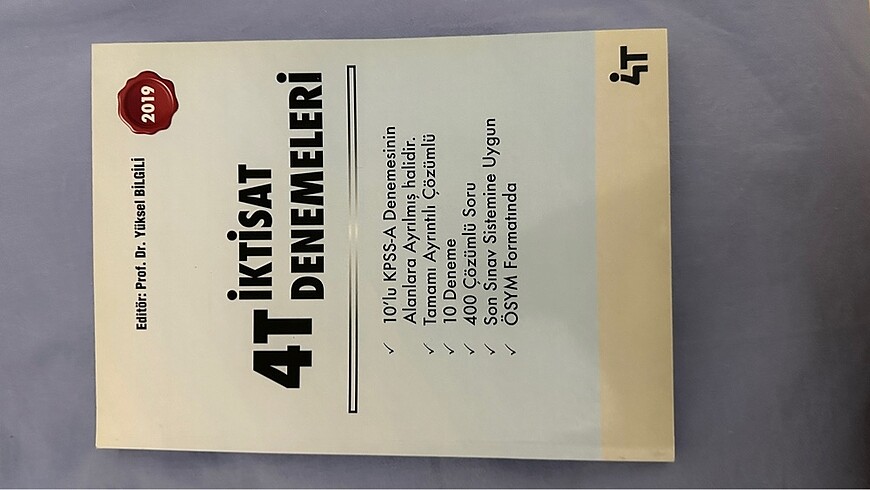 Editör: Prof. Dr. Yüksel BİLGİLİ
2019
4T İKTİSAT
DENEMELERİ
✓ 10'lu KPSS-A Denemesinin
Alanlara Ayrılmış halidir.
✓ Tamamı Ayrıntılı Çözümlü
✓ 10 Deneme
✓ 400 Çözümlü Soru
✓ Son Sınav Sistemine Uygun
✓ ÖSYM Formatında
4T